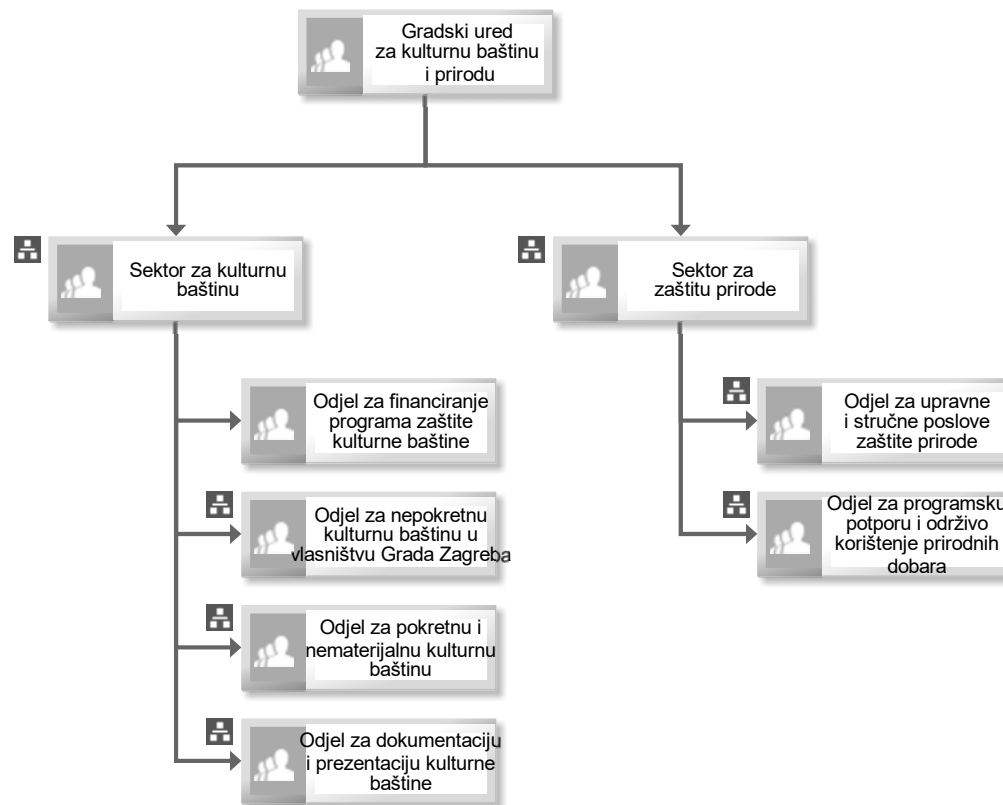 Gradski ured
za kulturnu baštinu
i prirodu
Sektor za kulturnu
baštinu
Sektor za
zaštitu prirode
Odjel za financiranje
programa zaštite
kulturne baštine
Odjel za nepokretnu
kulturnu baštinu u
vlasništvu Grada Zagreba
Odjel za pokretnu i
nematerijalnu kulturnu
baštinu
Odjel za dokumentaciju
i prezentaciju kulturne
baštine
Odjel za upravne
i stručne poslove
zaštite prirode
Odjel za programsku
potporu i održivo
korištenje prirodnih
dobara